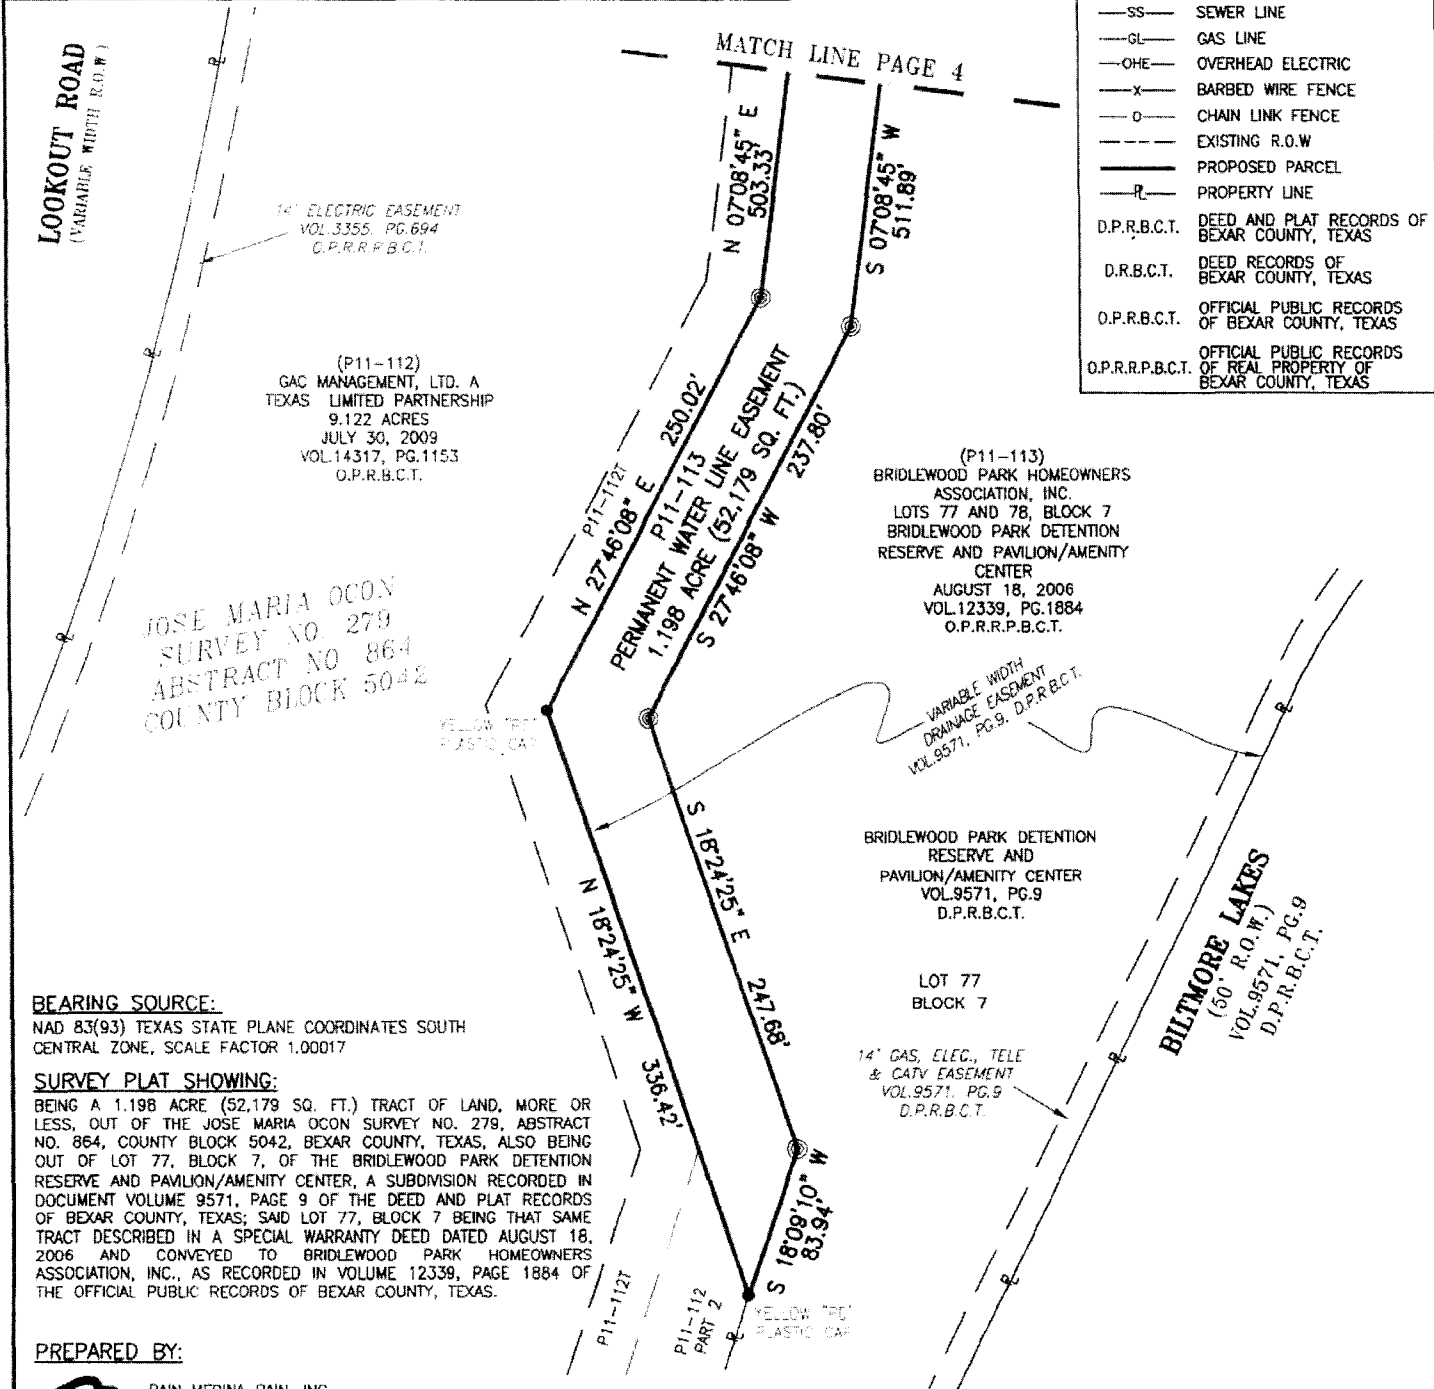 LOOKOUT ROAD
(VARIABLE WIDTH R.O.W)
MATCH LINE PAGE 4
SS SEWER LINE
GL GAS LINE
OHE OVERHEAD ELECTRIC
X BARBED WIRE FENCE
O CHAIN LINK FENCE
EXISTING R.O.W
PROPOSED PARCEL
PL PROPERTY LINE
D.P.R.B.C.T. DEED AND PLAT RECORDS OF
BEXAR COUNTY, TEXAS
D.R.B.C.T. DEED RECORDS OF
BEXAR COUNTY, TEXAS
O.P.R.B.C.T. OFFICIAL PUBLIC RECORDS
OF BEXAR COUNTY, TEXAS
O.P.R.R.P.B.C.T. OFFICIAL PUBLIC RECORDS
OF REAL PROPERTY OF
BEXAR COUNTY, TEXAS
N 07°08'45" E
503.33'
S 07°08'45" W
511.89'
14' ELECTRIC EASEMENT
VOL.3355, PG.694
O.P.R.R.P.B.C.T.
(P11-112)
GAC MANAGEMENT, LTD. A
TEXAS LIMITED PARTNERSHIP
9.122 ACRES
JULY 30, 2009
VOL.14317, PG.1153
O.P.R.B.C.T.
P11-112T
N 27°46'08" E 250.02'
P11-113
PERMANENT WATER LINE EASEMENT
1.198 ACRE (52,179 SQ. FT.)
S 27°46'08" W 237.80'
(P11-113)
BRIDLEWOOD PARK HOMEOWNERS
ASSOCIATION, INC.
LOTS 77 AND 78, BLOCK 7
BRIDLEWOOD PARK DETENTION
RESERVE AND PAVILION/AMENITY
CENTER
AUGUST 18, 2006
VOL.12339, PG.1884
O.P.R.R.P.B.C.T.
JOSE MARIA OCON
SURVEY NO. 279
ABSTRACT NO 864
COUNTY BLOCK 5042
YELLOW "RD"
PLASTIC CAP
VARIABLE WIDTH
DRAINAGE EASEMENT
VOL.9571, PG.9, D.P.R.B.C.T.
N 18°24'25" W 336.42'
S 18°24'25" E 247.68'
BRIDLEWOOD PARK DETENTION
RESERVE AND
PAVILION/AMENITY CENTER
VOL.9571, PG.9
D.P.R.B.C.T.
LOT 77
BLOCK 7
14' GAS, ELEC., TELE
& CATV EASEMENT
VOL.9571, PG.9
D.P.R.B.C.T.
BILTMORE LAKES
(50' R.O.W.)
VOL.9571, PG.9
D.P.R.B.C.T.
S 18°09'10" W
83.94'
P11-112T
P11-112
PART 2
YELLOW "RD"
PLASTIC CAP
BEARING SOURCE:
NAD 83(93) TEXAS STATE PLANE COORDINATES SOUTH
CENTRAL ZONE, SCALE FACTOR 1.00017
SURVEY PLAT SHOWING:
BEING A 1.198 ACRE (52,179 SQ. FT.) TRACT OF LAND, MORE OR
LESS, OUT OF THE JOSE MARIA OCON SURVEY NO. 279, ABSTRACT
NO. 864, COUNTY BLOCK 5042, BEXAR COUNTY, TEXAS, ALSO BEING
OUT OF LOT 77, BLOCK 7, OF THE BRIDLEWOOD PARK DETENTION
RESERVE AND PAVILION/AMENITY CENTER, A SUBDIVISION RECORDED IN
DOCUMENT VOLUME 9571, PAGE 9 OF THE DEED AND PLAT RECORDS
OF BEXAR COUNTY, TEXAS; SAID LOT 77, BLOCK 7 BEING THAT SAME
TRACT DESCRIBED IN A SPECIAL WARRANTY DEED DATED AUGUST 18,
2006 AND CONVEYED TO BRIDLEWOOD PARK HOMEOWNERS
ASSOCIATION, INC., AS RECORDED IN VOLUME 12339, PAGE 1884 OF
THE OFFICIAL PUBLIC RECORDS OF BEXAR COUNTY, TEXAS.
PREPARED BY: